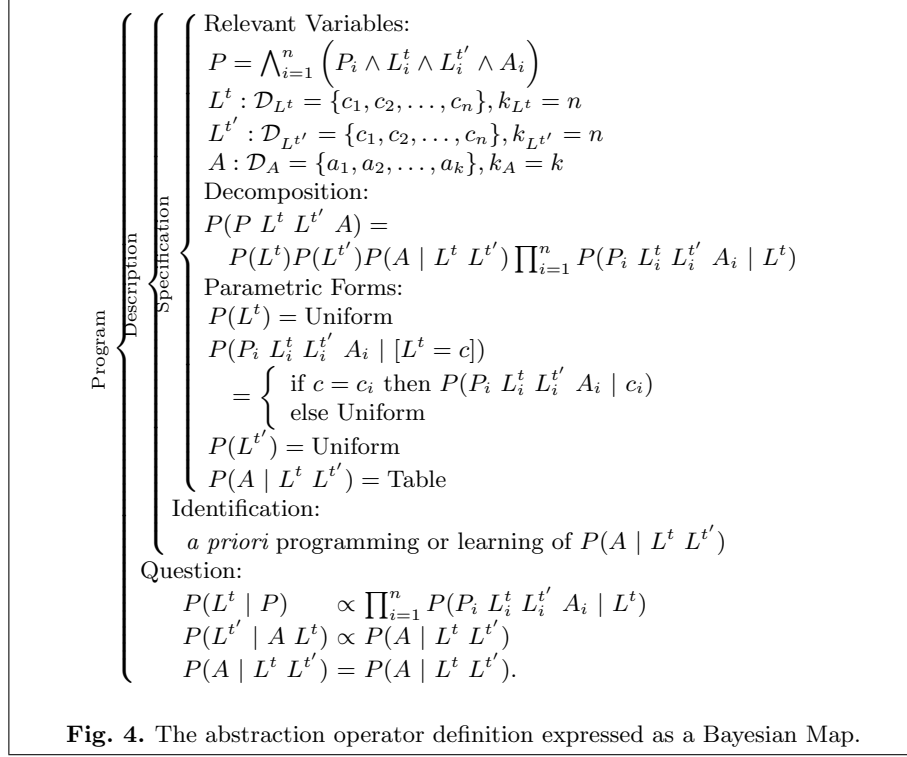 Program
Description
Specification
Relevant Variables:
P = ⋀_{i=1}^{n} (P_i ∧ L_i^t ∧ L_i^{t'} ∧ A_i)
L^t : 𝒟_{L^t} = {c_1, c_2, . . . , c_n}, k_{L^t} = n
L^{t'} : 𝒟_{L^{t'}} = {c_1, c_2, . . . , c_n}, k_{L^{t'}} = n
A : 𝒟_A = {a_1, a_2, . . . , a_k}, k_A = k
Decomposition:
P(P L^t L^{t'} A) =
P(L^t)P(L^{t'})P(A | L^t L^{t'}) ∏_{i=1}^{n} P(P_i L_i^t L_i^{t'} A_i | L^t)
Parametric Forms:
P(L^t) = Uniform
P(P_i L_i^t L_i^{t'} A_i | [L^t = c])
= { if c = c_i then P(P_i L_i^t L_i^{t'} A_i | c_i)
else Uniform
P(L^{t'}) = Uniform
P(A | L^t L^{t'}) = Table
Identification:
a priori programming or learning of P(A | L^t L^{t'})
Question:
P(L^t | P) ∝ ∏_{i=1}^{n} P(P_i L_i^t L_i^{t'} A_i | L^t)
P(L^{t'} | A L^t) ∝ P(A | L^t L^{t'})
P(A | L^t L^{t'}) = P(A | L^t L^{t'}).
Fig. 4. The abstraction operator definition expressed as a Bayesian Map.